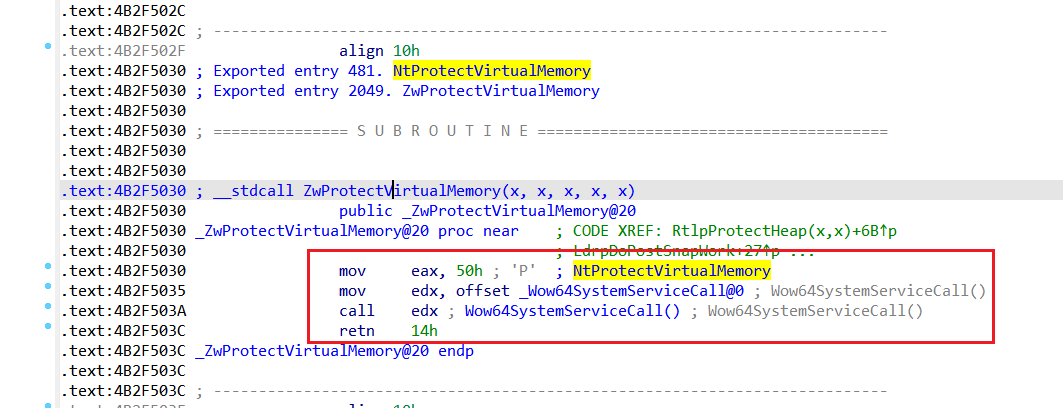 .text:4B2F502C
.text:4B2F502C ; ---------------------------------------------------------------------------
.text:4B2F502F align 10h
.text:4B2F5030 ; Exported entry 481. NtProtectVirtualMemory
.text:4B2F5030 ; Exported entry 2049. ZwProtectVirtualMemory
.text:4B2F5030
.text:4B2F5030 ; =============== S U B R O U T I N E =======================================
.text:4B2F5030
.text:4B2F5030
.text:4B2F5030 ; __stdcall ZwProtectVirtualMemory(x, x, x, x, x)
.text:4B2F5030 public _ZwProtectVirtualMemory@20
.text:4B2F5030 _ZwProtectVirtualMemory@20 proc near ; CODE XREF: RtlpProtectHeap(x,x)+6B↑p
.text:4B2F5030 ; LdrpDoPostSnapWork+27↑p ...
.text:4B2F5030 mov eax, 50h ; 'P' ; NtProtectVirtualMemory
.text:4B2F5035 mov edx, offset _Wow64SystemServiceCall@0 ; Wow64SystemServiceCall()
.text:4B2F503A call edx ; Wow64SystemServiceCall() ; Wow64SystemServiceCall()
.text:4B2F503C retn 14h
.text:4B2F503C _ZwProtectVirtualMemory@20 endp
.text:4B2F503C
.text:4B2F503C ; ---------------------------------------------------------------------------
.text:4B2F503F align 10h